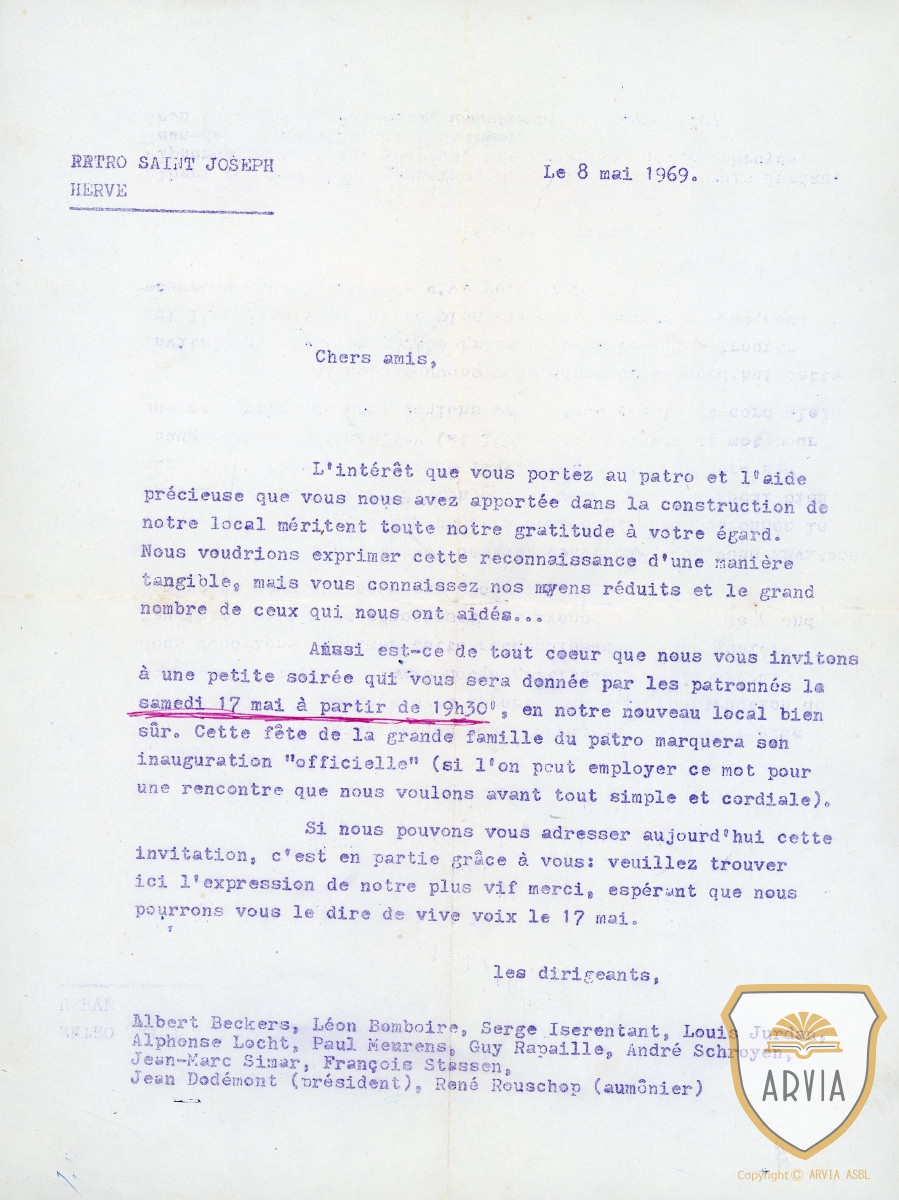 PATRO SAINT JOSEPH
HERVE
Le 8 mai 1969.
Chers amis,
L'intérêt que vous portez au patro et l'aide
précieuse que vous nous avez apportée dans la construction de
notre local méritent toute notre gratitude à votre égard.
Nous voudrions exprimer cette reconnaissance d'une manière
tangible, mais vous connaissez nos moyens réduits et le grand
nombre de ceux qui nous ont aidés...
Aussi est-ce de tout coeur que nous vous invitons
à une petite soirée qui vous sera donnée par les patronnés le
samedi 17 mai à partir de 19h30', en notre nouveau local bien
sûr. Cette fête de la grande famille du patro marquera son
inauguration "officielle" (si l'on peut employer ce mot pour
une rencontre que nous voulons avant tout simple et cordiale).
Si nous pouvons vous adresser aujourd'hui cette
invitation, c'est en partie grâce à vous: veuillez trouver
ici l'expression de notre plus vif merci, espérant que nous
pourrons vous le dire de vive voix le 17 mai.
les dirigeants,
Albert Beckers, Léon Bomboire, Serge Iserentant, Louis Jurdan,
Alphonse Locht, Paul Meurens, Guy Rapaille, André Schroyen,
Jean-Marc Simar, François Stassen,
Jean Dodémont (président), René Rouschop (aumônier)
ARVIA
Copyright © ARVIA ASBL